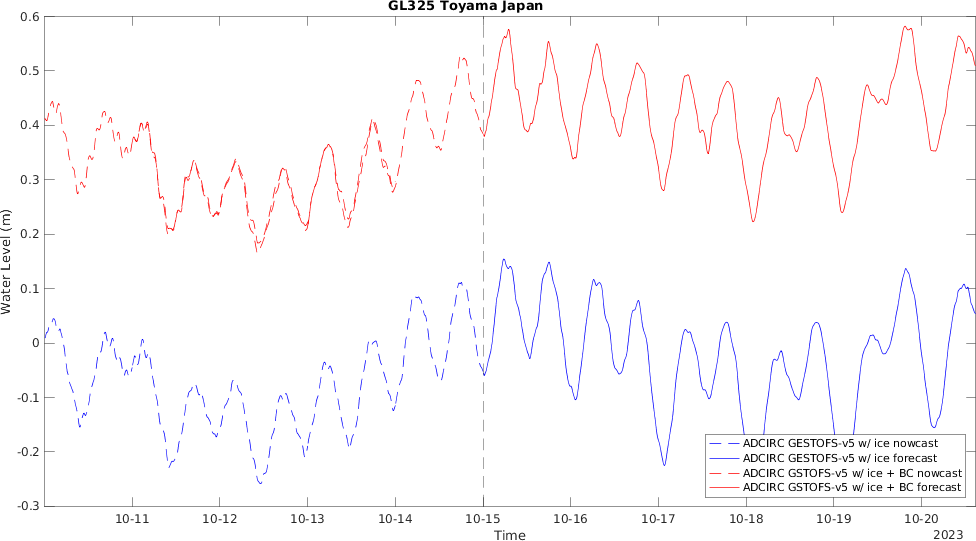 GL325 Toyama Japan
0.6
0.5
0.4
0.3
0.2
0.1
0
-0.1
-0.2
-0.3
Water Level (m)
ADCIRC GESTOFS-v5 w/ ice nowcast
ADCIRC GESTOFS-v5 w/ ice forecast
ADCIRC GSTOFS-v5 w/ ice + BC nowcast
ADCIRC GSTOFS-v5 w/ ice + BC forecast
10-11 10-12 10-13 10-14 10-15 10-16 10-17 10-18 10-19 10-20
Time
2023